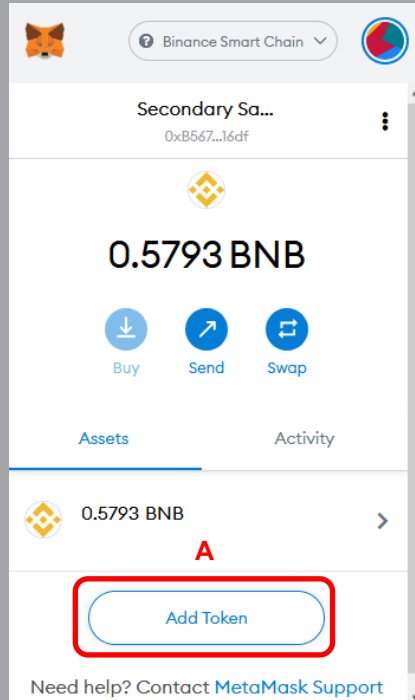 Binance Smart Chain
Secondary Sa...
0xB567...16df
0.5793 BNB
Buy Send Swap
Assets Activity
0.5793 BNB
A
Add Token
Need help? Contact MetaMask Support